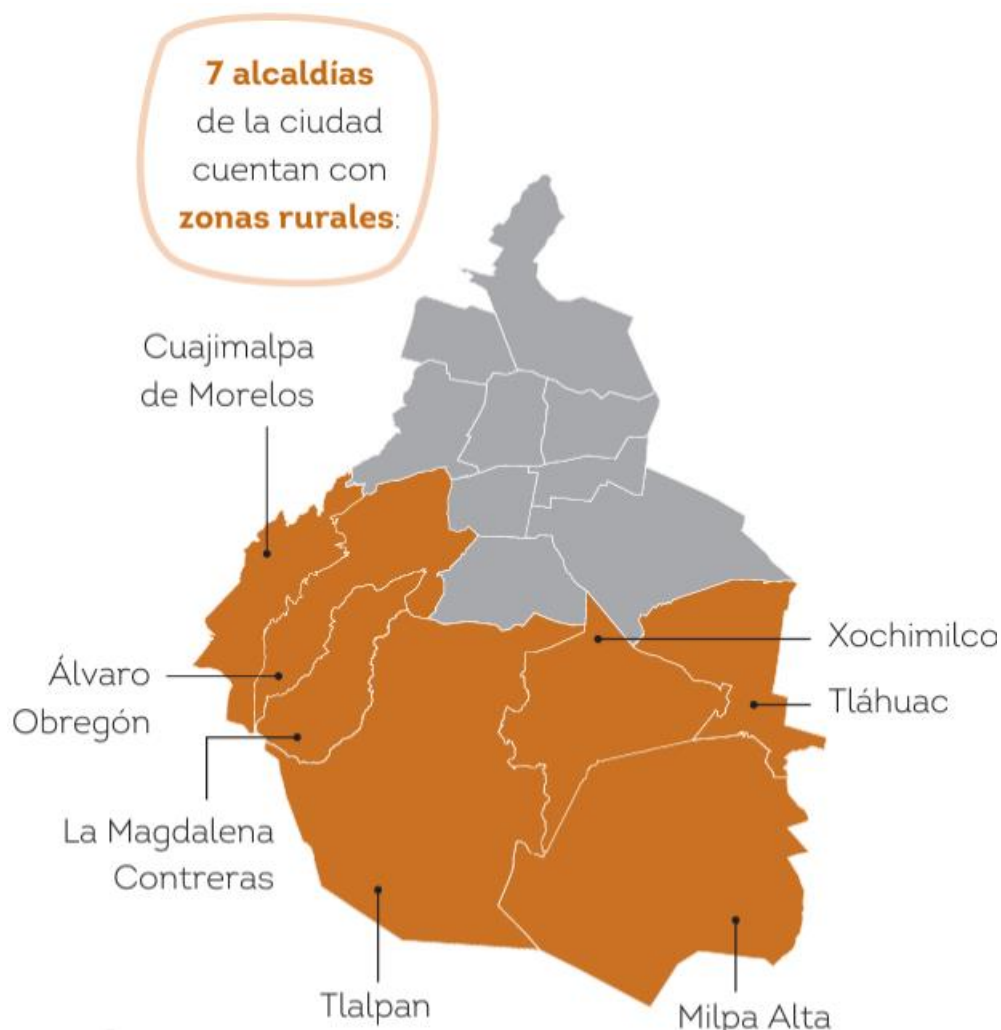 7 alcaldías
de la ciudad
cuentan con
zonas rurales:
Cuajimalpa
de Morelos
Álvaro
Obregón
La Magdalena
Contreras
Tlalpan
Xochimilco
Tláhuac
Milpa Alta